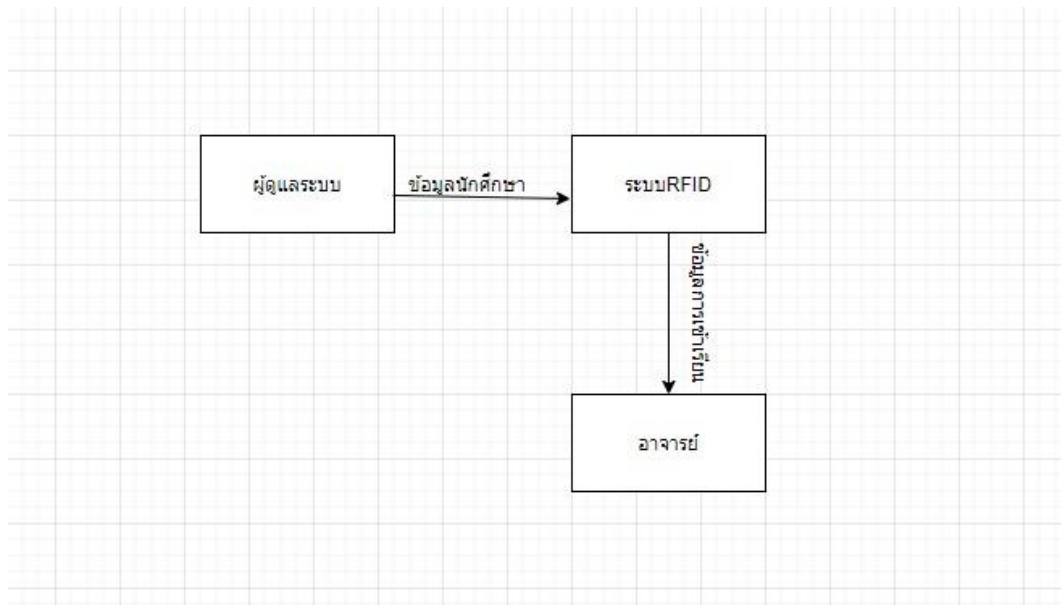 ผู้ดูแลระบบ
ข้อมูลนักศึกษา
ระบบRFID
ข้อมูลการเข้าเรียน
อาจารย์